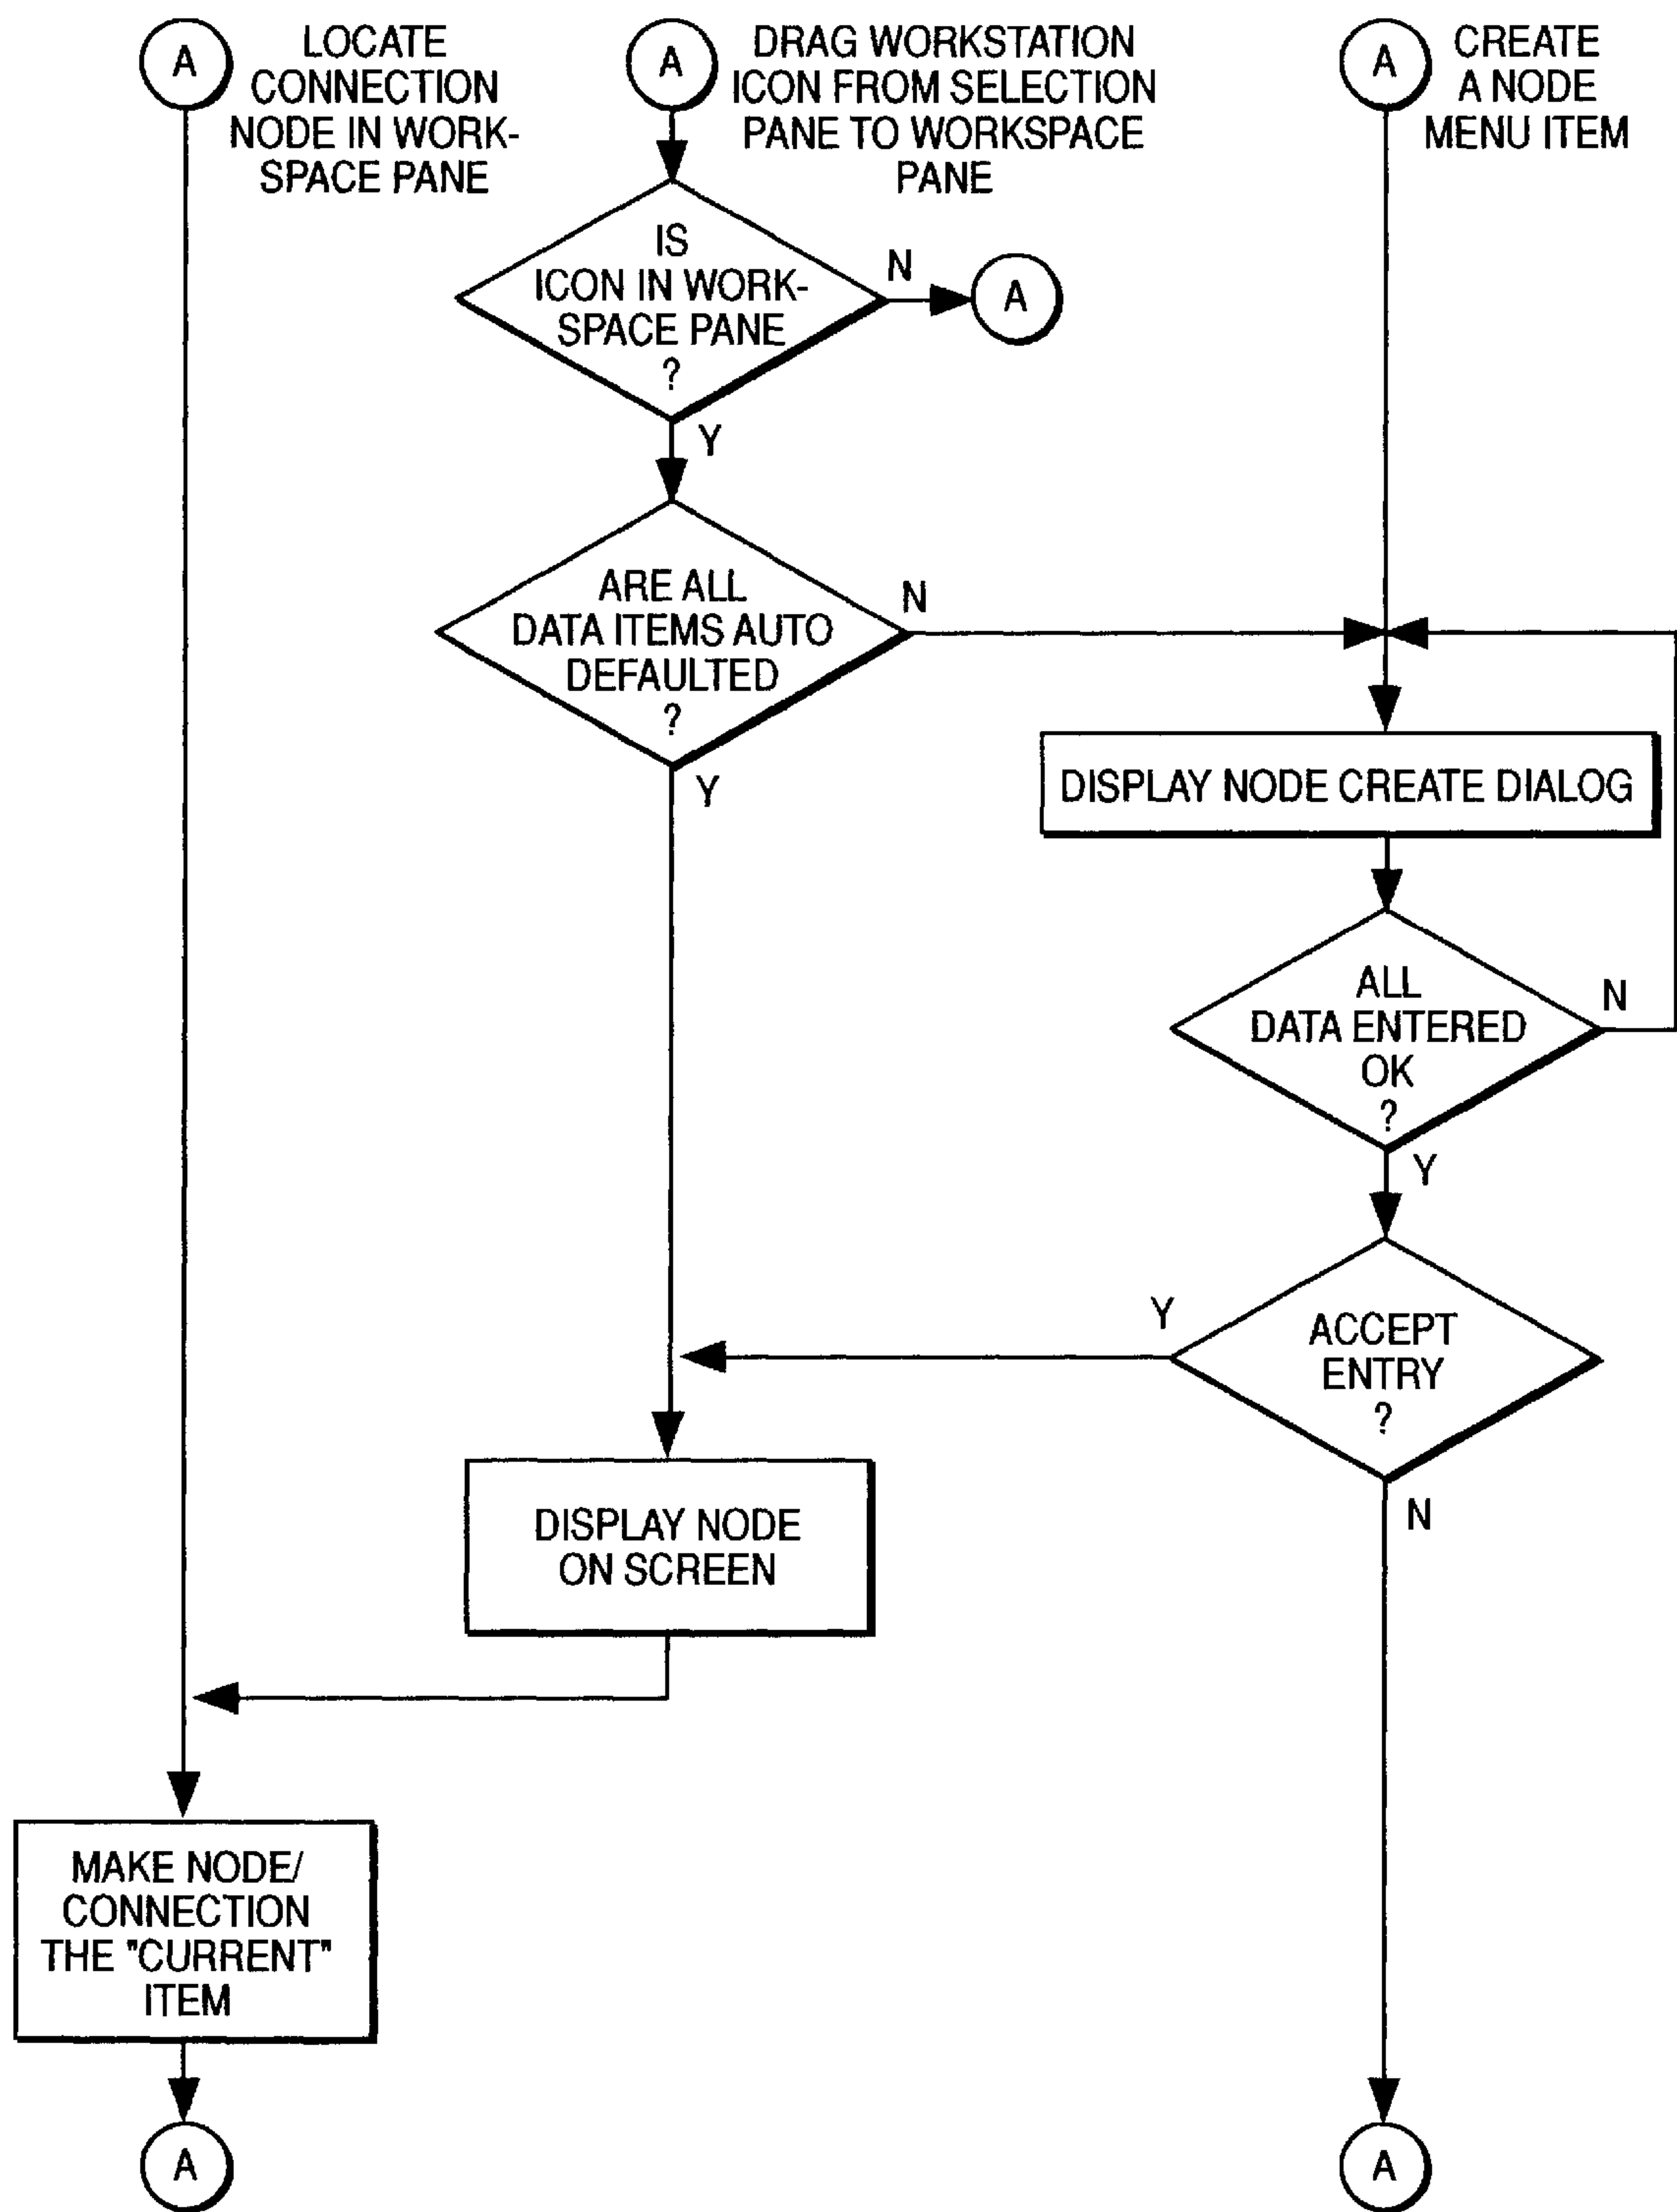 A
LOCATE
CONNECTION
NODE IN WORK-
SPACE PANE
A
DRAG WORKSTATION
ICON FROM SELECTION
PANE TO WORKSPACE
PANE
A
CREATE
A NODE
MENU ITEM
IS
ICON IN WORK-
SPACE PANE
?
N
A
Y
ARE ALL
DATA ITEMS AUTO
DEFAULTED
?
N
Y
DISPLAY NODE CREATE DIALOG
ALL
DATA ENTERED
OK
?
N
Y
ACCEPT
ENTRY
?
Y
N
DISPLAY NODE
ON SCREEN
MAKE NODE/
CONNECTION
THE "CURRENT"
ITEM
A
A